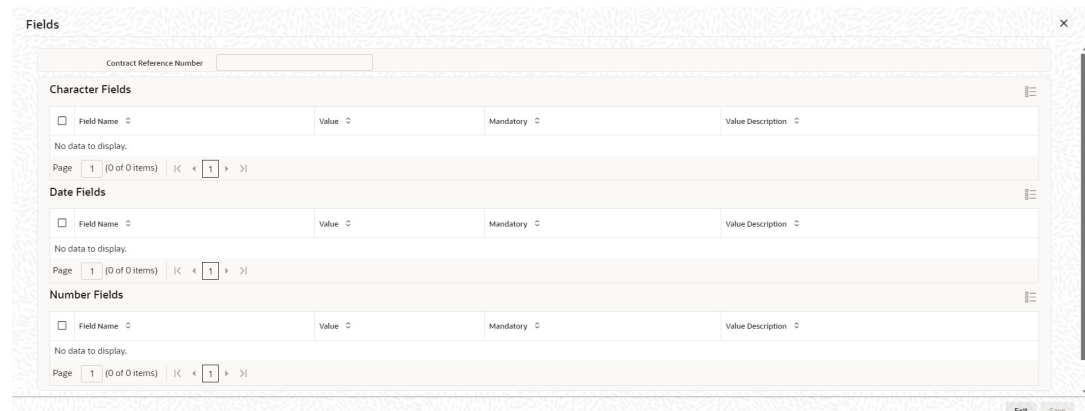 Fields
Contract Reference Number
Character Fields
Field Name Value Mandatory Value Description
No data to display.
Page 1 (0 of 0 items) 1
Date Fields
Field Name Value Mandatory Value Description
No data to display.
Page 1 (0 of 0 items) 1
Number Fields
Field Name Value Mandatory Value Description
No data to display.
Page 1 (0 of 0 items) 1
Exit Save